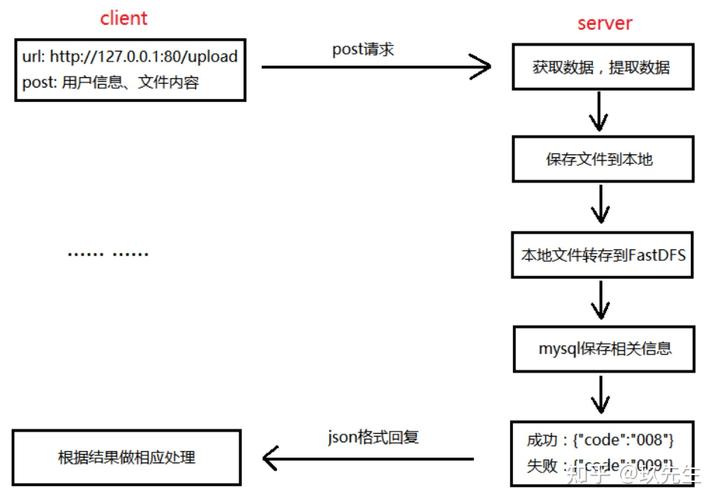 client
server
url: http://127.0.0.1:80/upload
post: 用户信息、文件内容
post请求
获取数据，提取数据
保存文件到本地
...... ......
本地文件转存到FastDFS
mysql保存相关信息
json格式回复
根据结果做相应处理
成功：{"code":"008"}
失败：{"code":"009"}
知乎 @玖先生